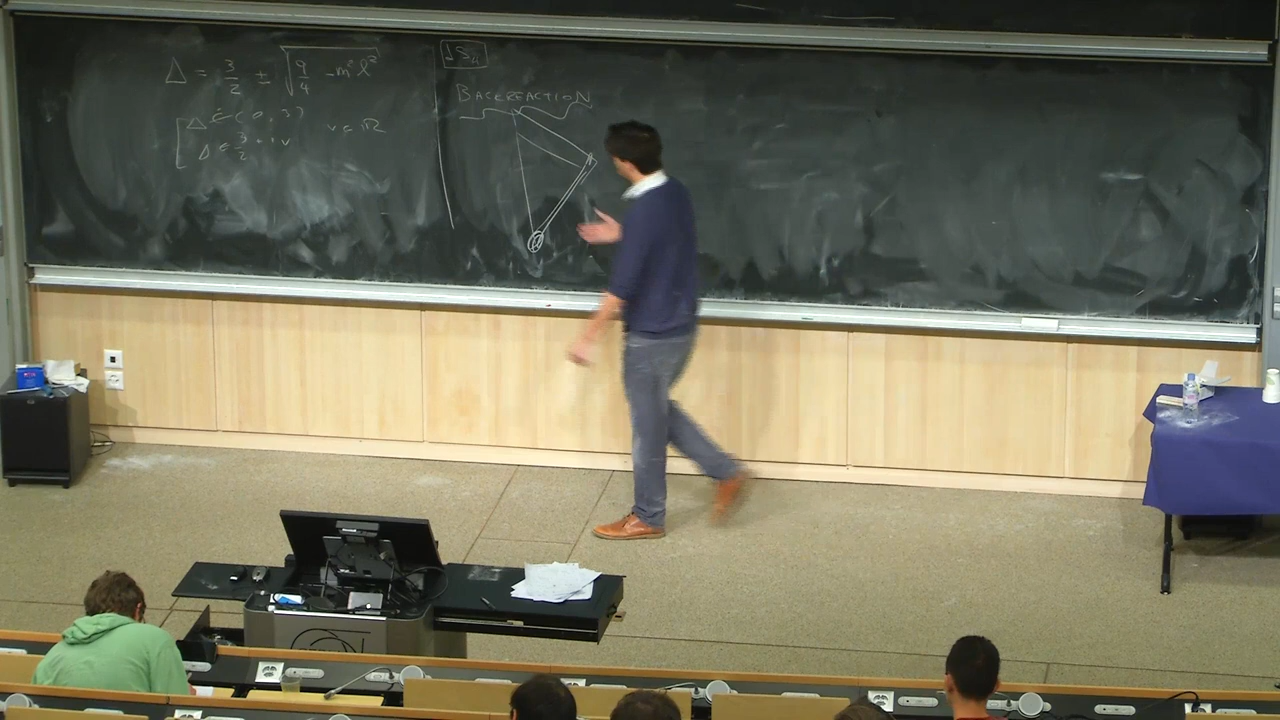 Δ = 3/2 ± √(9/4 - m²ℓ²)
Δ ∈ (0, 3)
Δ ∈ 3/2 + iν ν ∈ ℝ
dS₄
BACKREACTION